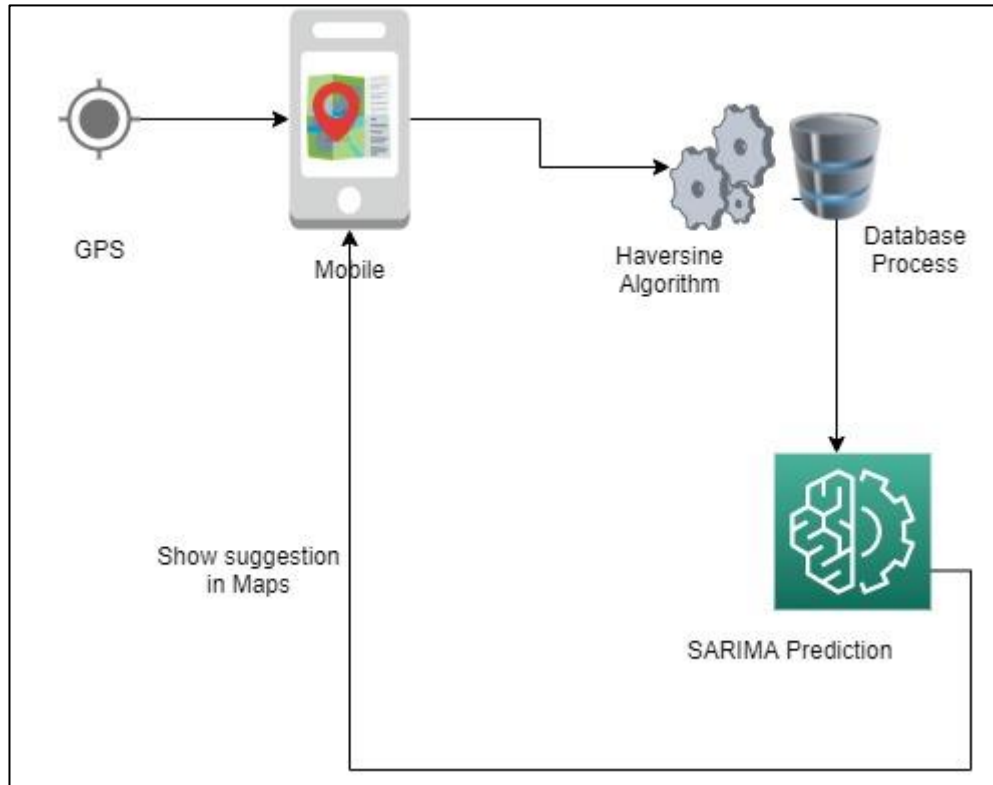 GPS
Mobile
Haversine
Algorithm
Database
Process
Show suggestion
in Maps
SARIMA Prediction